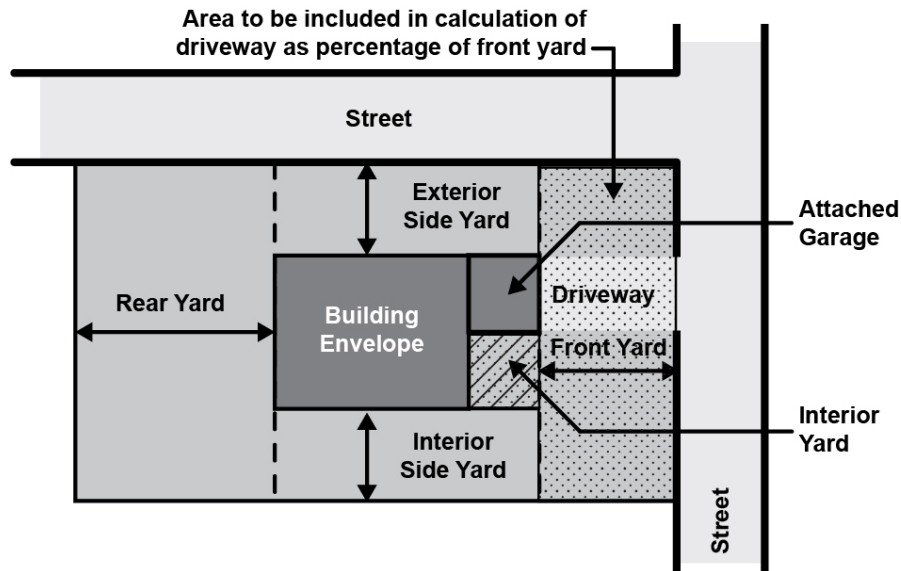 Area to be included in calculation of
driveway as percentage of front yard
Street
Exterior
Side Yard
Attached
Garage
Rear Yard
Building
Envelope
Driveway
Front Yard
Interior
Side Yard
Interior
Yard
Street